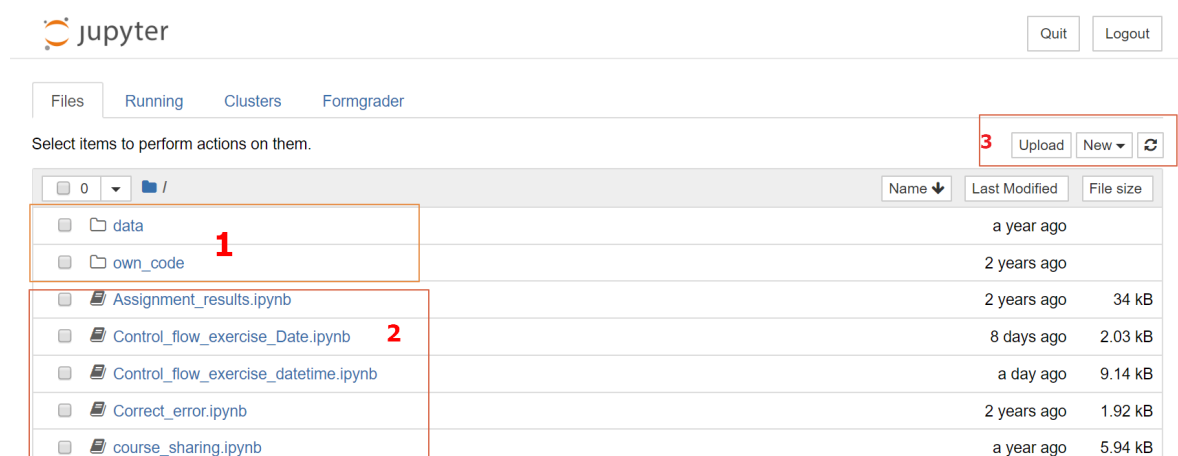 jupyter Quit Logout
Files Running Clusters Formgrader
Select items to perform actions on them. 3 Upload New
0 / Name Last Modified File size
data a year ago
1
own_code 2 years ago
Assignment_results.ipynb 2 years ago 34 kB
Control_flow_exercise_Date.ipynb 2 8 days ago 2.03 kB
Control_flow_exercise_datetime.ipynb a day ago 9.14 kB
Correct_error.ipynb 2 years ago 1.92 kB
course_sharing.ipynb a year ago 5.94 kB